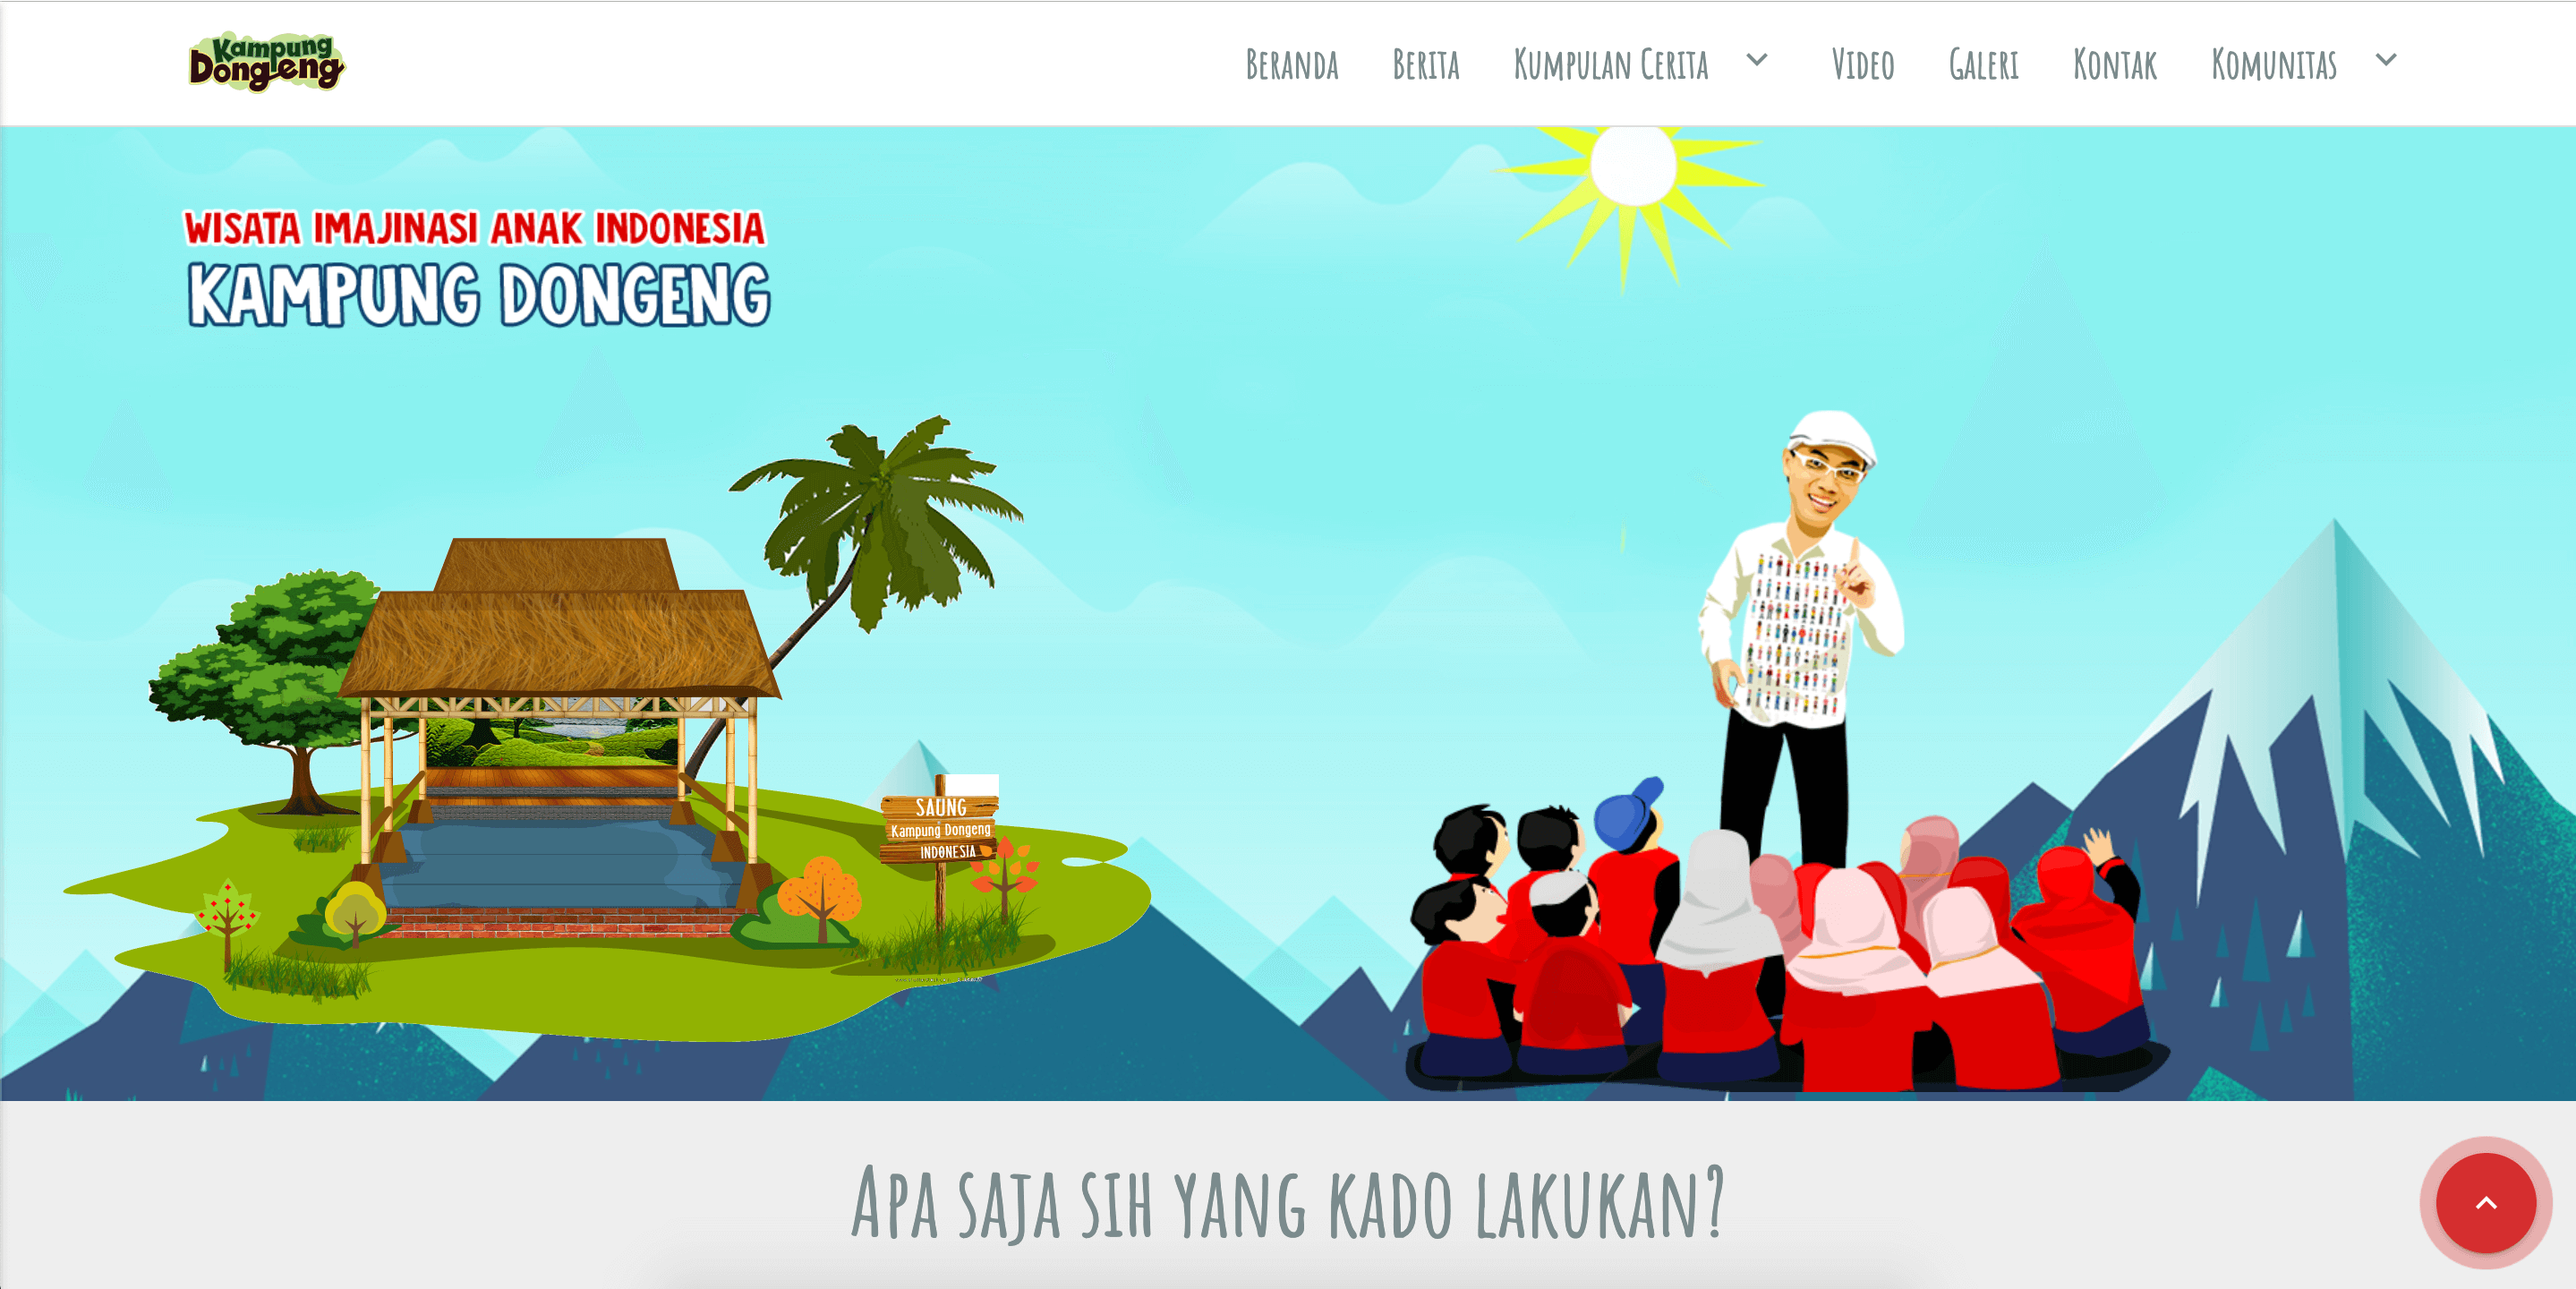 Kampung
Dongeng
Beranda
Berita
Kumpulan Cerita
Video
Galeri
Kontak
Komunitas
WISATA IMAJINASI ANAK INDONESIA
KAMPUNG DONGENG
SAUNG
Kampung Dongeng
INDONESIA
Apa saja sih yang kado lakukan?